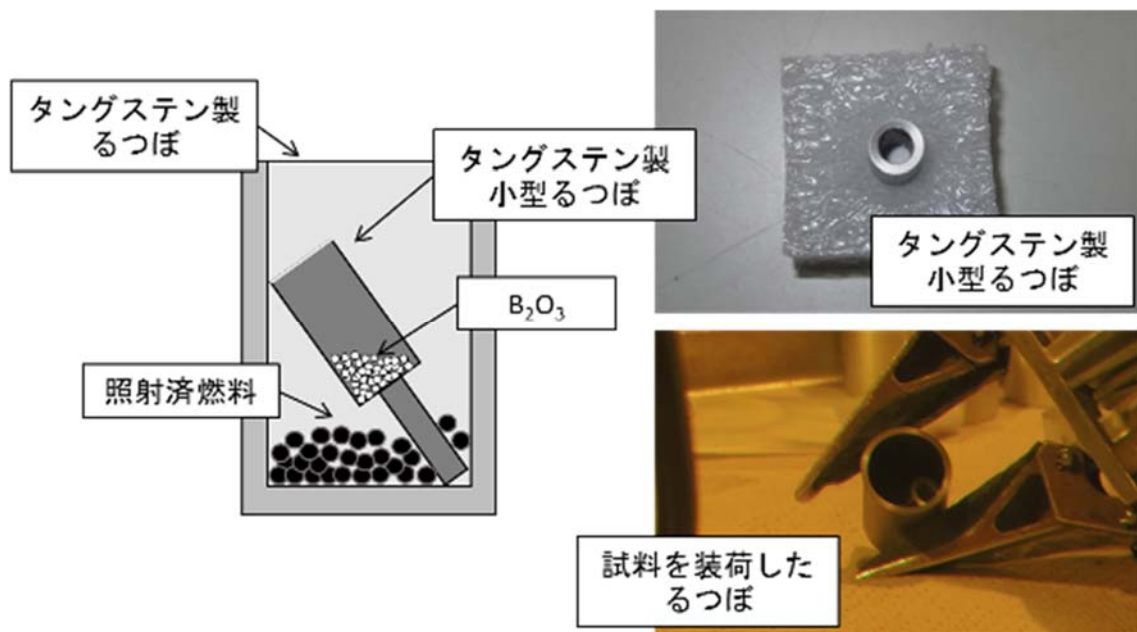 タングステン製
るつぼ
タングステン製
小型るつぼ
B₂O₃
照射済燃料
タングステン製
小型るつぼ
試料を装荷した
るつぼ